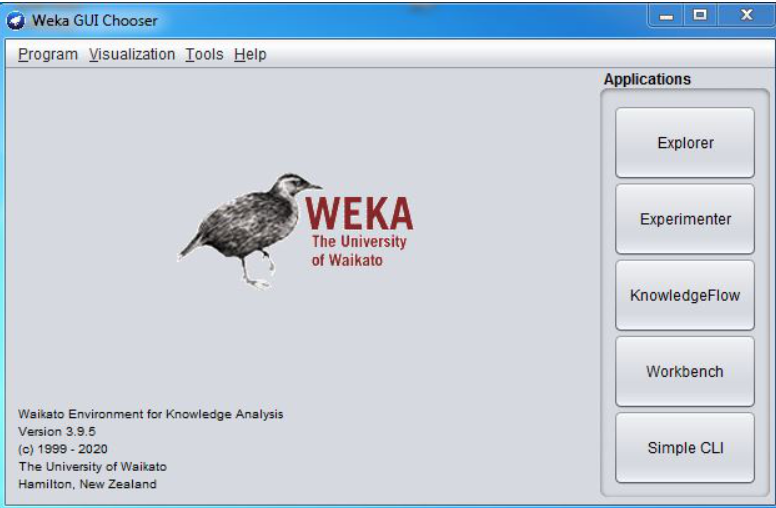 Weka GUI Chooser
Program Visualization Tools Help
Applications
Explorer
Experimenter
KnowledgeFlow
Workbench
Simple CLI
WEKA
The University
of Waikato
Waikato Environment for Knowledge Analysis
Version 3.9.5
(c) 1999 - 2020
The University of Waikato
Hamilton, New Zealand